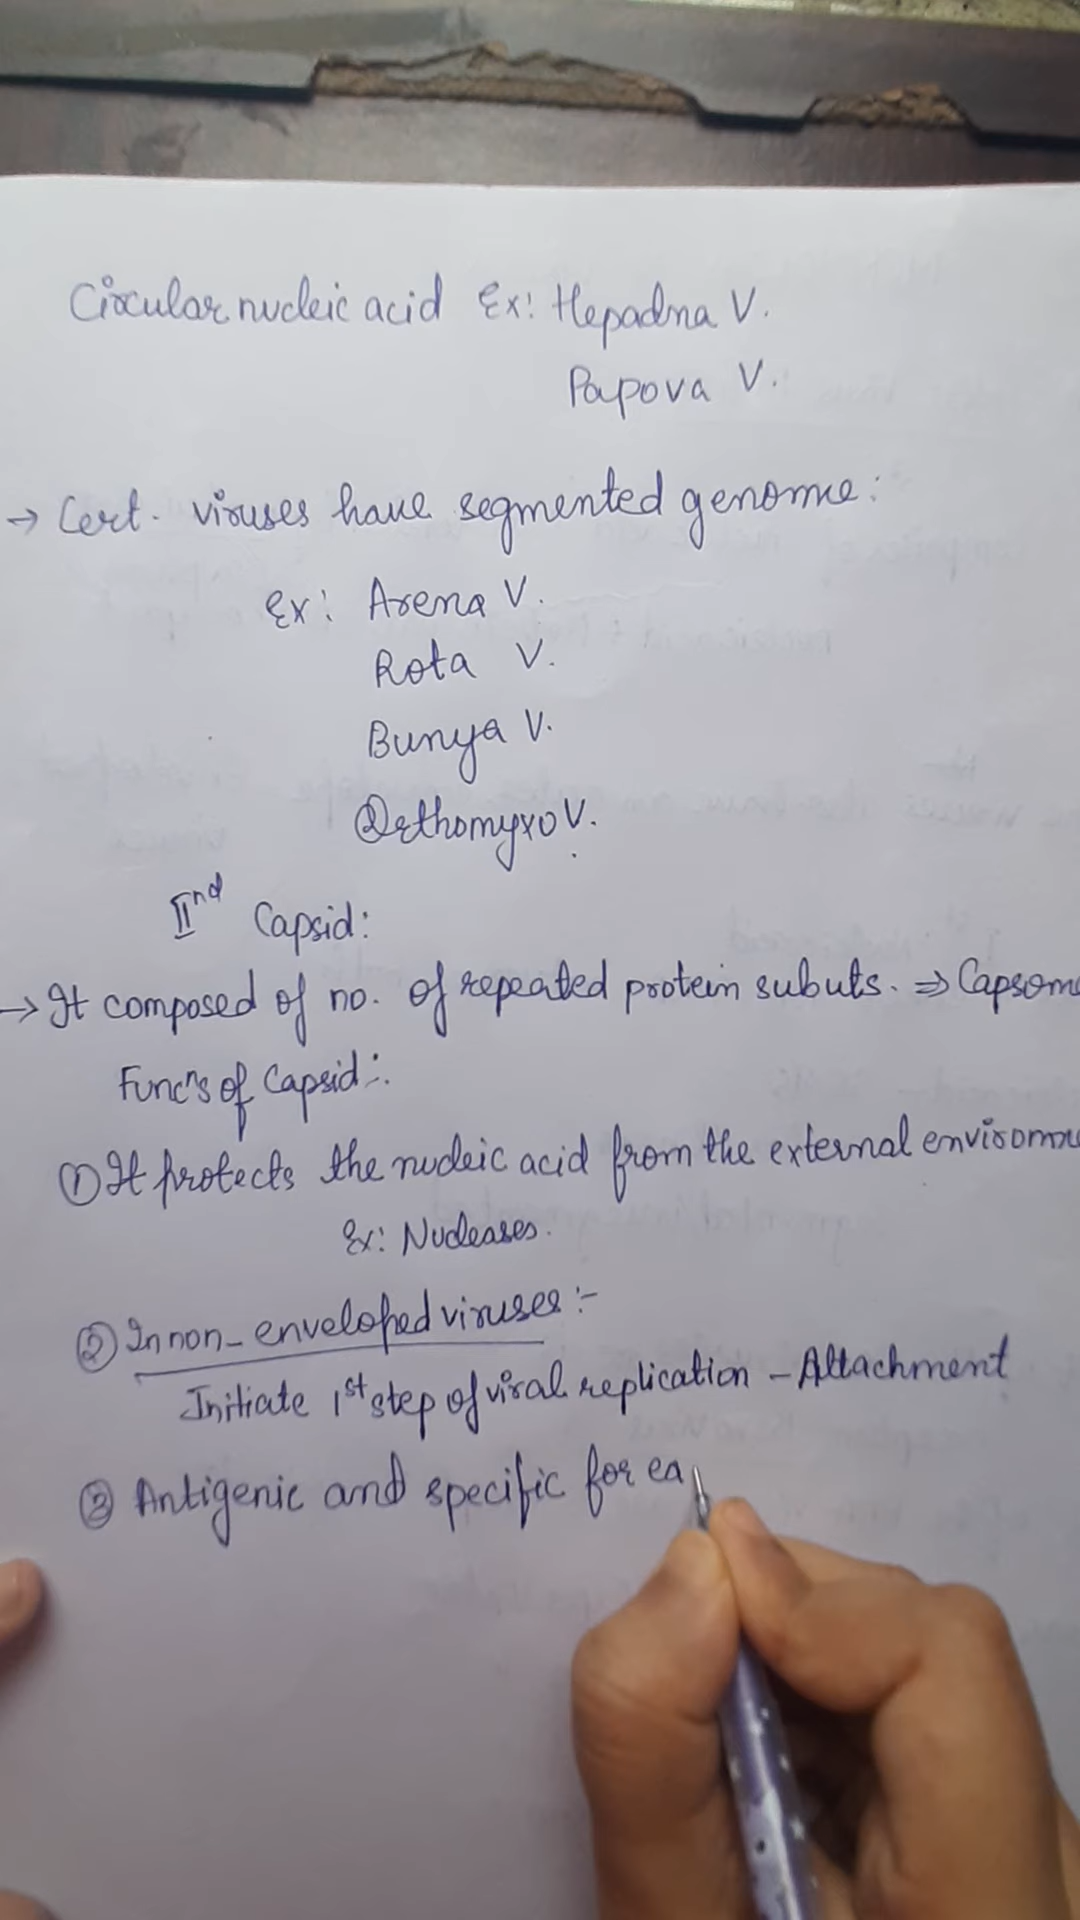 Circular nucleic acid Ex: Hepadna V.
Papova V.
→ Cert. viruses have segmented genome:
Ex: Arena V.
Rota V.
Bunya V.
Orthomyxo V.
IInd Capsid:
→ It composed of no. of repeated protein subuts. ⇒ Capsome
Func's of Capsid:-
① It protects the nucleic acid from the external environme
Ex: Nucleases.
② In non-enveloped viruses:-
Initiate 1st step of viral replication - Attachment
③ Antigenic and specific for ea